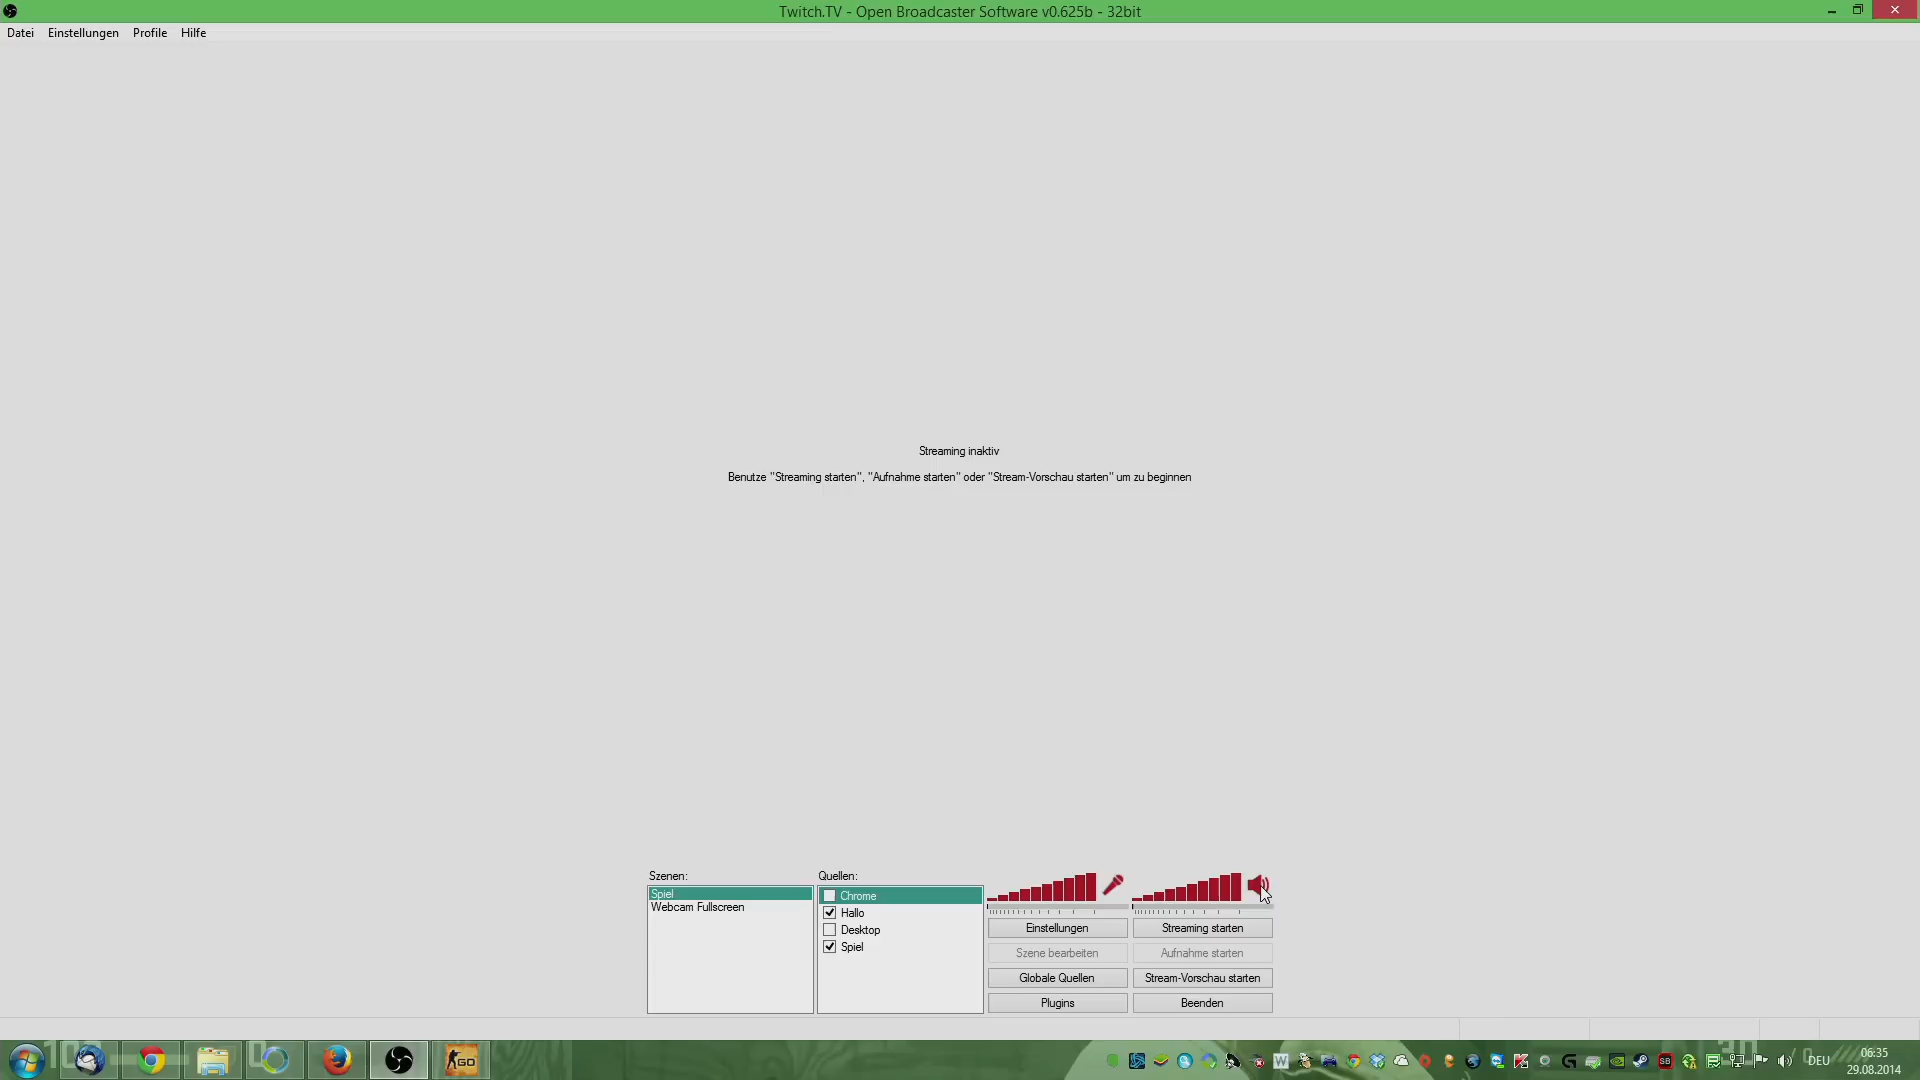 Twitch.TV - Open Broadcaster Software v0.625b - 32bit
Datei Einstellungen Profile Hilfe
Streaming inaktiv
Benutze "Streaming starten", "Aufnahme starten" oder "Stream-Vorschau starten" um zu beginnen
Szenen:
Spiel
Webcam Fullscreen
Quellen:
Chrome
Hallo
Desktop
Spiel
Einstellungen
Streaming starten
Szene bearbeiten
Aufnahme starten
Globale Quellen
Stream-Vorschau starten
Plugins
Beenden
GO
W
SB
DEU
06:35
29.08.2014